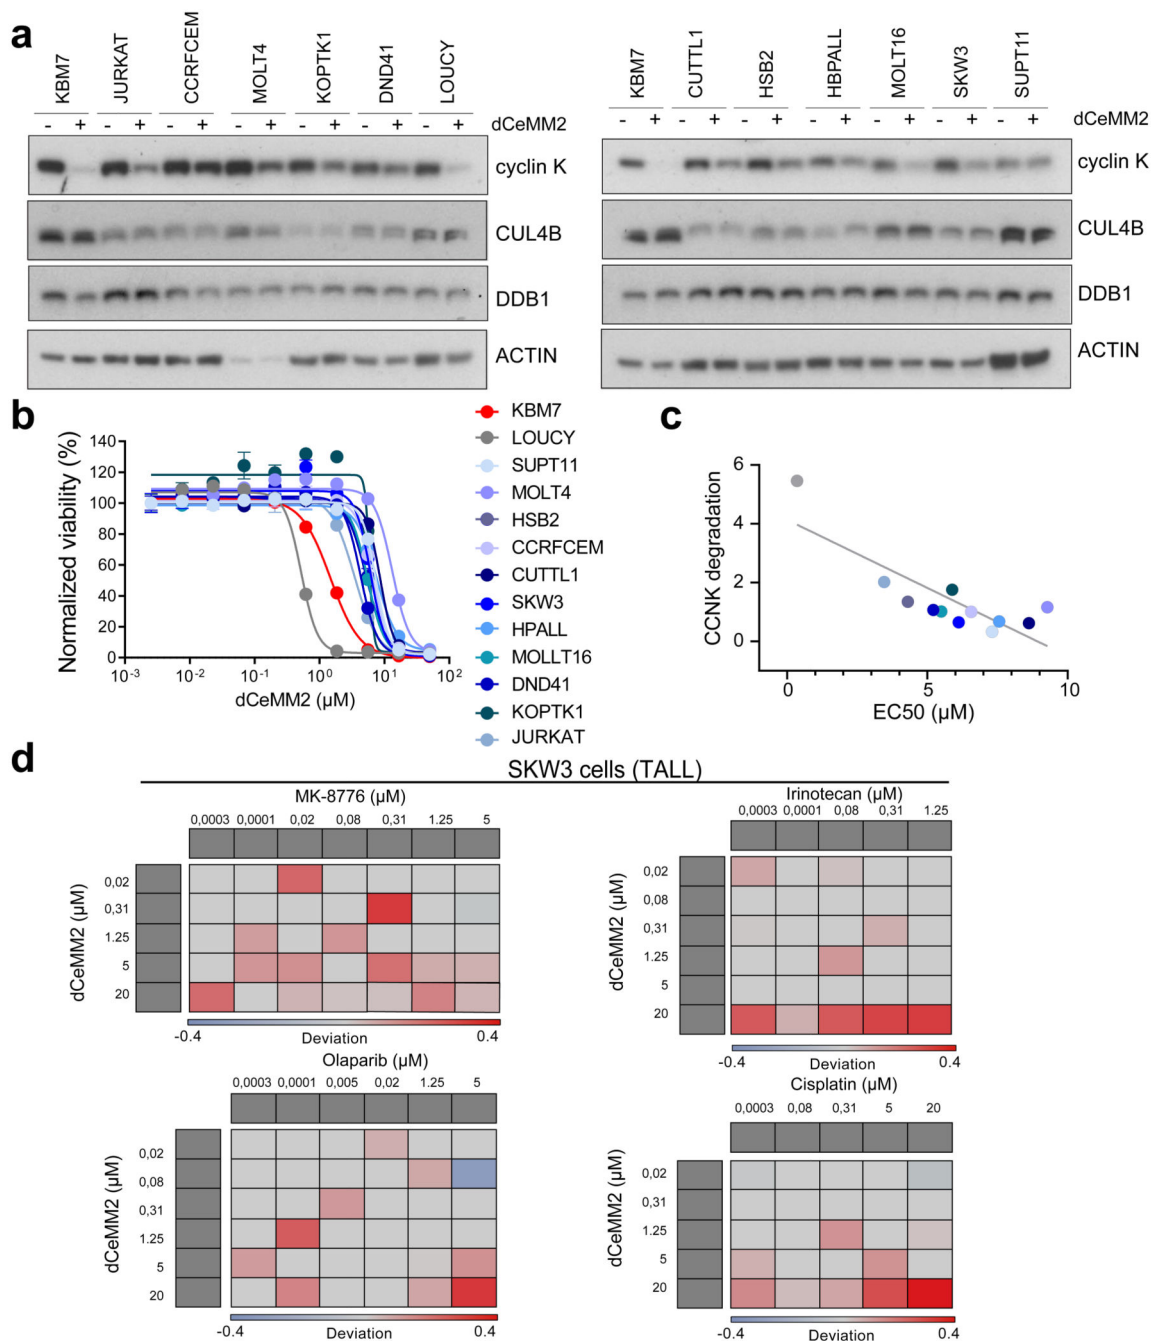 a
KBM7 JURKAT CCRFCEM MOLT4 KOPTK1 DND41 LOUCY
- + - + - + - + - + - + - + dCeMM2
cyclin K
CUL4B
DDB1
ACTIN
KBM7 CUTTL1 HSB2 HBPALL MOLT16 SKW3 SUPT11
- + - + - + - + - + - + - + dCeMM2
cyclin K
CUL4B
DDB1
ACTIN
b
Normalized viability (%)
140
120
100
80
60
40
20
0
10-3 10-2 10-1 100 101 102
dCeMM2 (µM)
KBM7
LOUCY
SUPT11
MOLT4
HSB2
CCRFCEM
CUTTL1
SKW3
HPALL
MOLLT16
DND41
KOPTK1
JURKAT
c
CCNK degradation
6
4
2
0
0 5 10
EC50 (µM)
d
SKW3 cells (TALL)
MK-8776 (µM)
0,0003 0,0001 0,02 0,08 0,31 1.25 5
dCeMM2 (µM)
0,02
0,31
1.25
5
20
-0.4 0.4
Deviation
Irinotecan (µM)
0,0003 0,0001 0,08 0,31 1.25
dCeMM2 (µM)
0,02
0,08
0,31
1.25
5
20
-0.4 0.4
Deviation
Olaparib (µM)
0,0003 0,0001 0,005 0,02 1.25 5
dCeMM2 (µM)
0,02
0,08
0,31
1.25
5
20
-0.4 0.4
Deviation
Cisplatin (µM)
0,0003 0,08 0,31 5 20
dCeMM2 (µM)
0,02
0,31
1.25
5
20
-0.4 0.4
Deviation